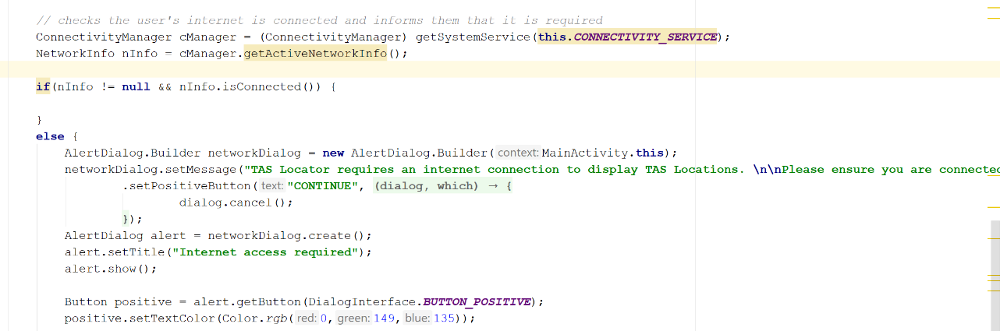 // checks the user's internet is connected and informs them that it is required
ConnectivityManager cManager = (ConnectivityManager) getSystemService(this.CONNECTIVITY_SERVICE);
NetworkInfo nInfo = cManager.getActiveNetworkInfo();
if(nInfo != null && nInfo.isConnected()) {
}
else {
AlertDialog.Builder networkDialog = new AlertDialog.Builder( context: MainActivity.this);
networkDialog.setMessage("TAS Locator requires an internet connection to display TAS Locations. \n\nPlease ensure you are connected
.setPositiveButton( text: "CONTINUE", (dialog, which) → {
dialog.cancel();
});
AlertDialog alert = networkDialog.create();
alert.setTitle("Internet access required");
alert.show();
Button positive = alert.getButton(DialogInterface.BUTTON_POSITIVE);
positive.setTextColor(Color.rgb( red: 0, green: 149, blue: 135));